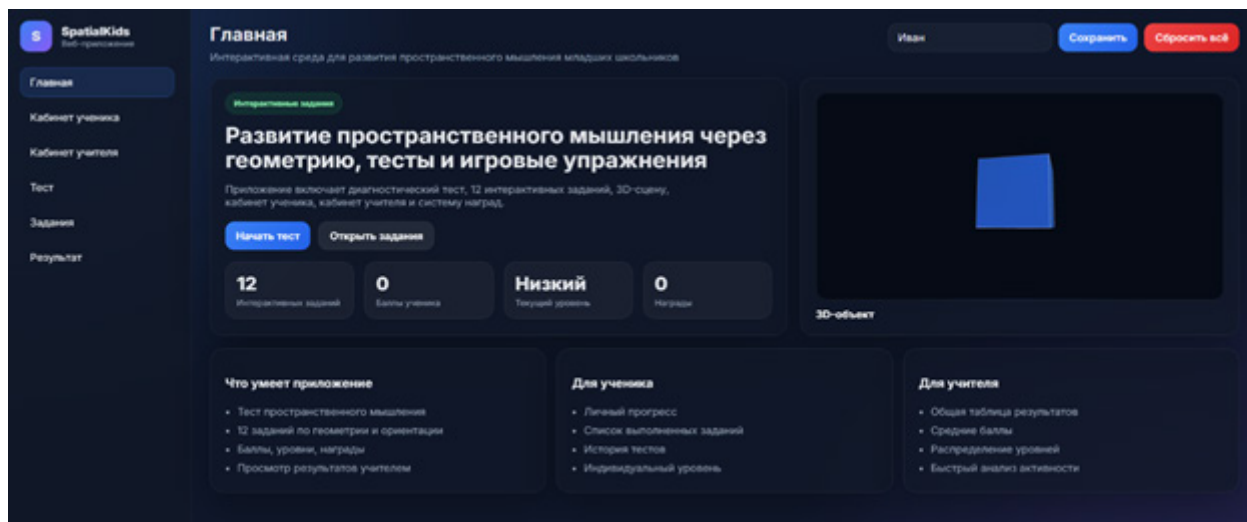 S
SpatialKids
Веб-приложение
Главная
Кабинет ученика
Кабинет учителя
Тест
Задания
Результат
Главная
Интерактивная среда для развития пространственного мышления младших школьников
Иван
Сохранить
Сбросить всё
Интерактивные задания
Развитие пространственного мышления через
геометрию, тесты и игровые упражнения
Приложение включает диагностический тест, 12 интерактивных заданий, 3D-сцену,
кабинет ученика, кабинет учителя и систему наград.
Начать тест
Открыть задания
12
Интерактивных заданий
0
Баллы ученика
Низкий
Текущий уровень
0
Награды
3D-объект
Что умеет приложение
• Тест пространственного мышления
• 12 заданий по геометрии и ориентации
• Баллы, уровни, награды
• Просмотр результатов учителем
Для ученика
• Личный прогресс
• Список выполненных заданий
• История тестов
• Индивидуальный уровень
Для учителя
• Общая таблица результатов
• Средние баллы
• Распределение уровней
• Быстрый анализ активности